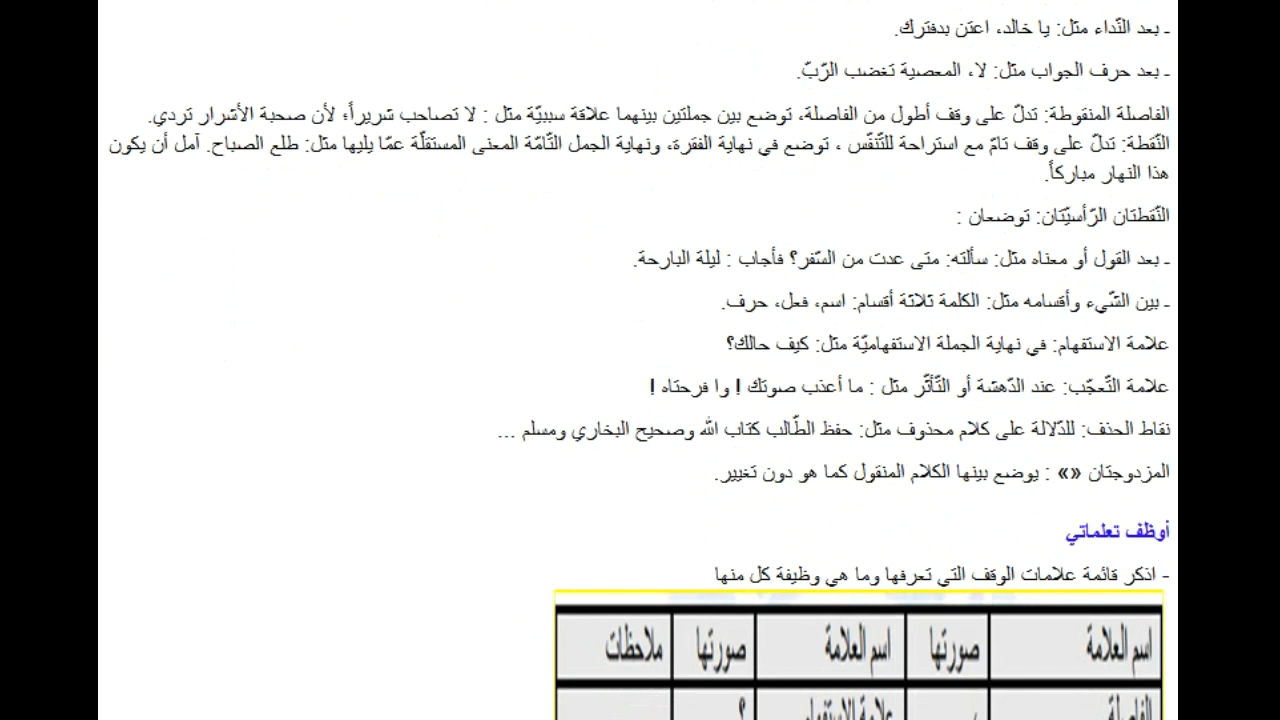 ـ بعد النّداء مثل: يا خالد، اعتن بدفترك.
ـ بعد حرف الجواب مثل: لا، المعصية تغضب الرّبّ.
الفاصلة المنقوطة: تدلّ على وقف أطول من الفاصلة، توضع بين جملتين بينهما علاقة سببيّة مثل : لا تصاحب شريراً؛ لأن صحبة الأشرار تردي.
النّقطة: تدلّ على وقف تامّ مع استراحة للتّنفّس ، توضع في نهاية الفقرة، ونهاية الجمل التّامّة المعنى المستقلّة عمّا يليها مثل: طلع الصباح. آمل أن يكون
هذا النهار مباركاً.
النّقطتان الرّأسيّتان: توضعان :
ـ بعد القول أو معناه مثل: سألته: متى عدت من السّفر؟ فأجاب : ليلة البارحة.
ـ بين الشّيء وأقسامه مثل: الكلمة ثلاثة أقسام: اسم، فعل، حرف.
علامة الاستفهام: في نهاية الجملة الاستفهاميّة مثل: كيف حالك؟
علامة التّعجّب: عند الدّهشة أو التّأثّر مثل : ما أعذب صوتك ! وا فرحتاه !
نقاط الحذف: للدّلالة على كلام محذوف مثل: حفظ الطّالب كتاب الله وصحيح البخاري ومسلم ...
المزدوجتان «» : يوضع بينها الكلام المنقول كما هو دون تغيير.
أوظف تعلماتي
- اذكر قائمة علامات الوقف التي تعرفها وما هي وظيفة كل منها
اسم العلامة صورتها اسم العلامة صورتها ملاحظات
الفاصلة ، علامة الاستفهام ؟